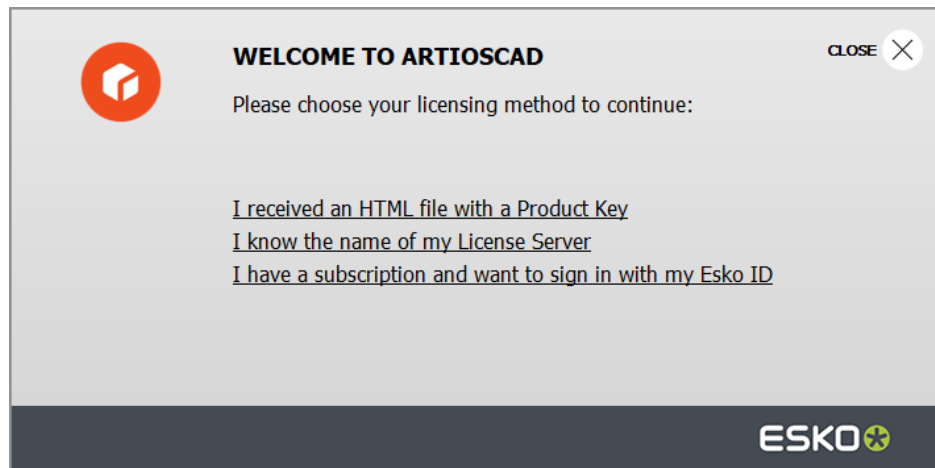 WELCOME TO ARTIOSCAD
CLOSE
Please choose your licensing method to continue:
I received an HTML file with a Product Key
I know the name of my License Server
I have a subscription and want to sign in with my Esko ID
ESKO